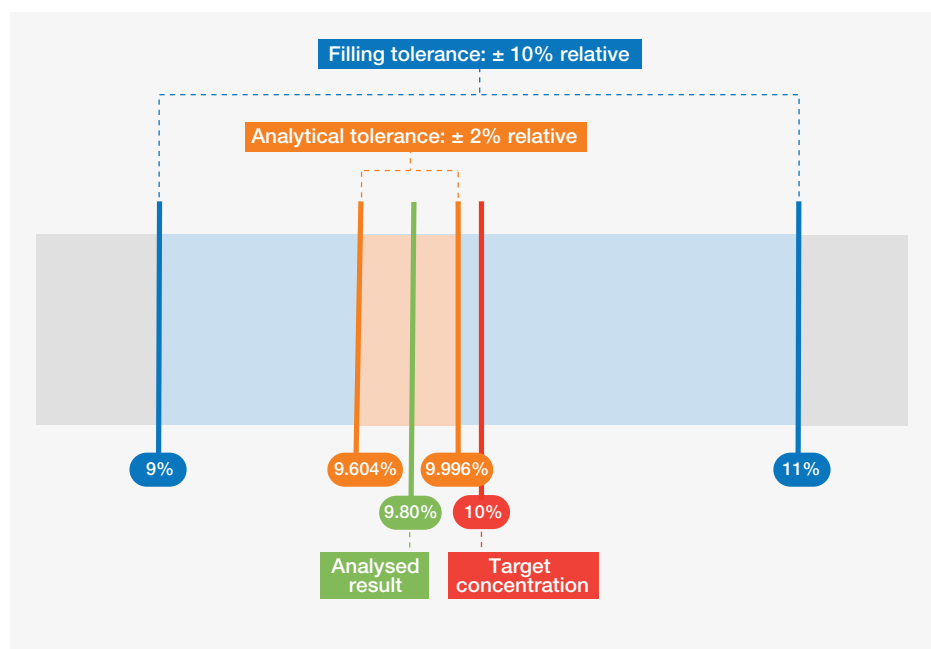 Filling tolerance: ± 10% relative
Analytical tolerance: ± 2% relative
9%
9.604%
9.996%
11%
9.80%
10%
Analysed
result
Target
concentration